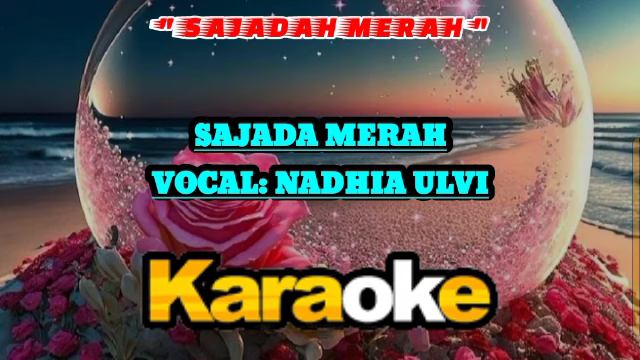 " SAJADAH MERAH "
SAJADA MERAH
VOCAL: NADHIA ULVI
Karaoke